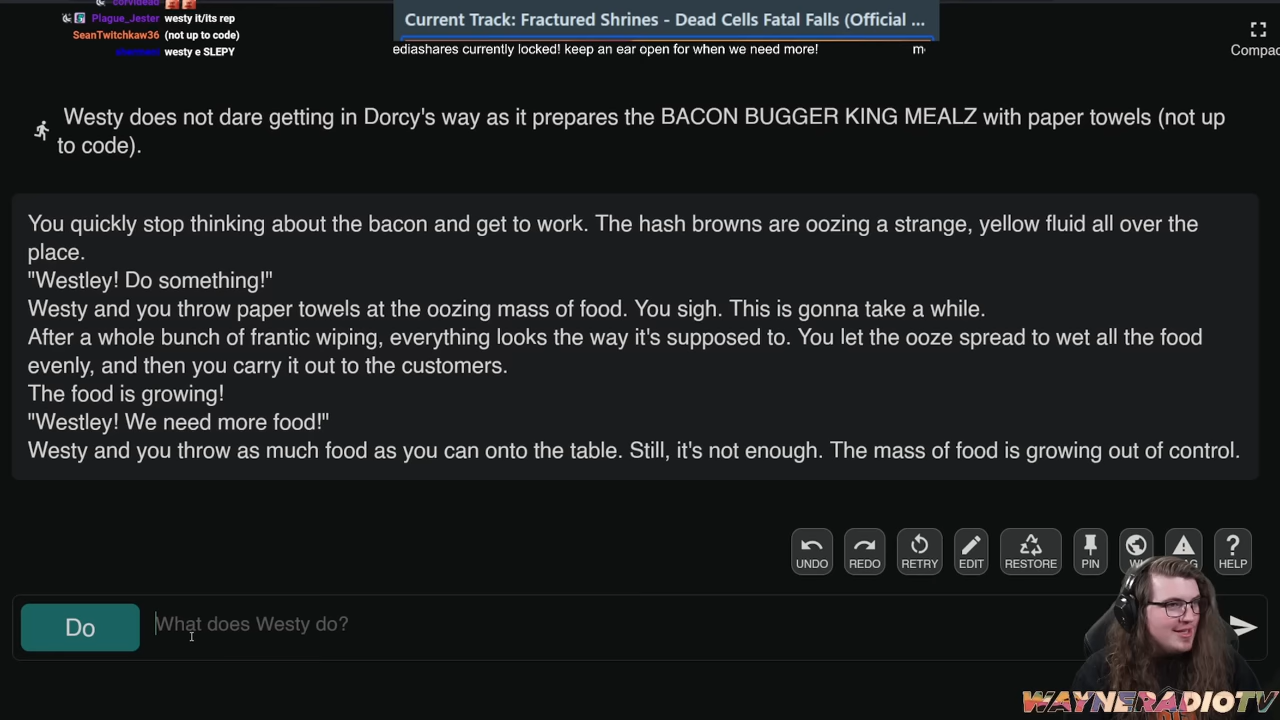 corvidead
Plague_Jester westy it/its rep
SeanTwitchkaw36 (not up to code)
westy e SLEPY
Current Track: Fractured Shrines - Dead Cells Fatal Falls (Official ...
ediashares currently locked! keep an ear open for when we need more!
m
Compac
Westy does not dare getting in Dorcy's way as it prepares the BACON BUGGER KING MEALZ with paper towels (not up
to code).
You quickly stop thinking about the bacon and get to work. The hash browns are oozing a strange, yellow fluid all over the
place.
"Westley! Do something!"
Westy and you throw paper towels at the oozing mass of food. You sigh. This is gonna take a while.
After a whole bunch of frantic wiping, everything looks the way it's supposed to. You let the ooze spread to wet all the food
evenly, and then you carry it out to the customers.
The food is growing!
"Westley! We need more food!"
Westy and you throw as much food as you can onto the table. Still, it's not enough. The mass of food is growing out of control.
UNDO
REDO
RETRY
EDIT
RESTORE
PIN
HELP
Do
What does Westy do?
WAYNERADIOTV